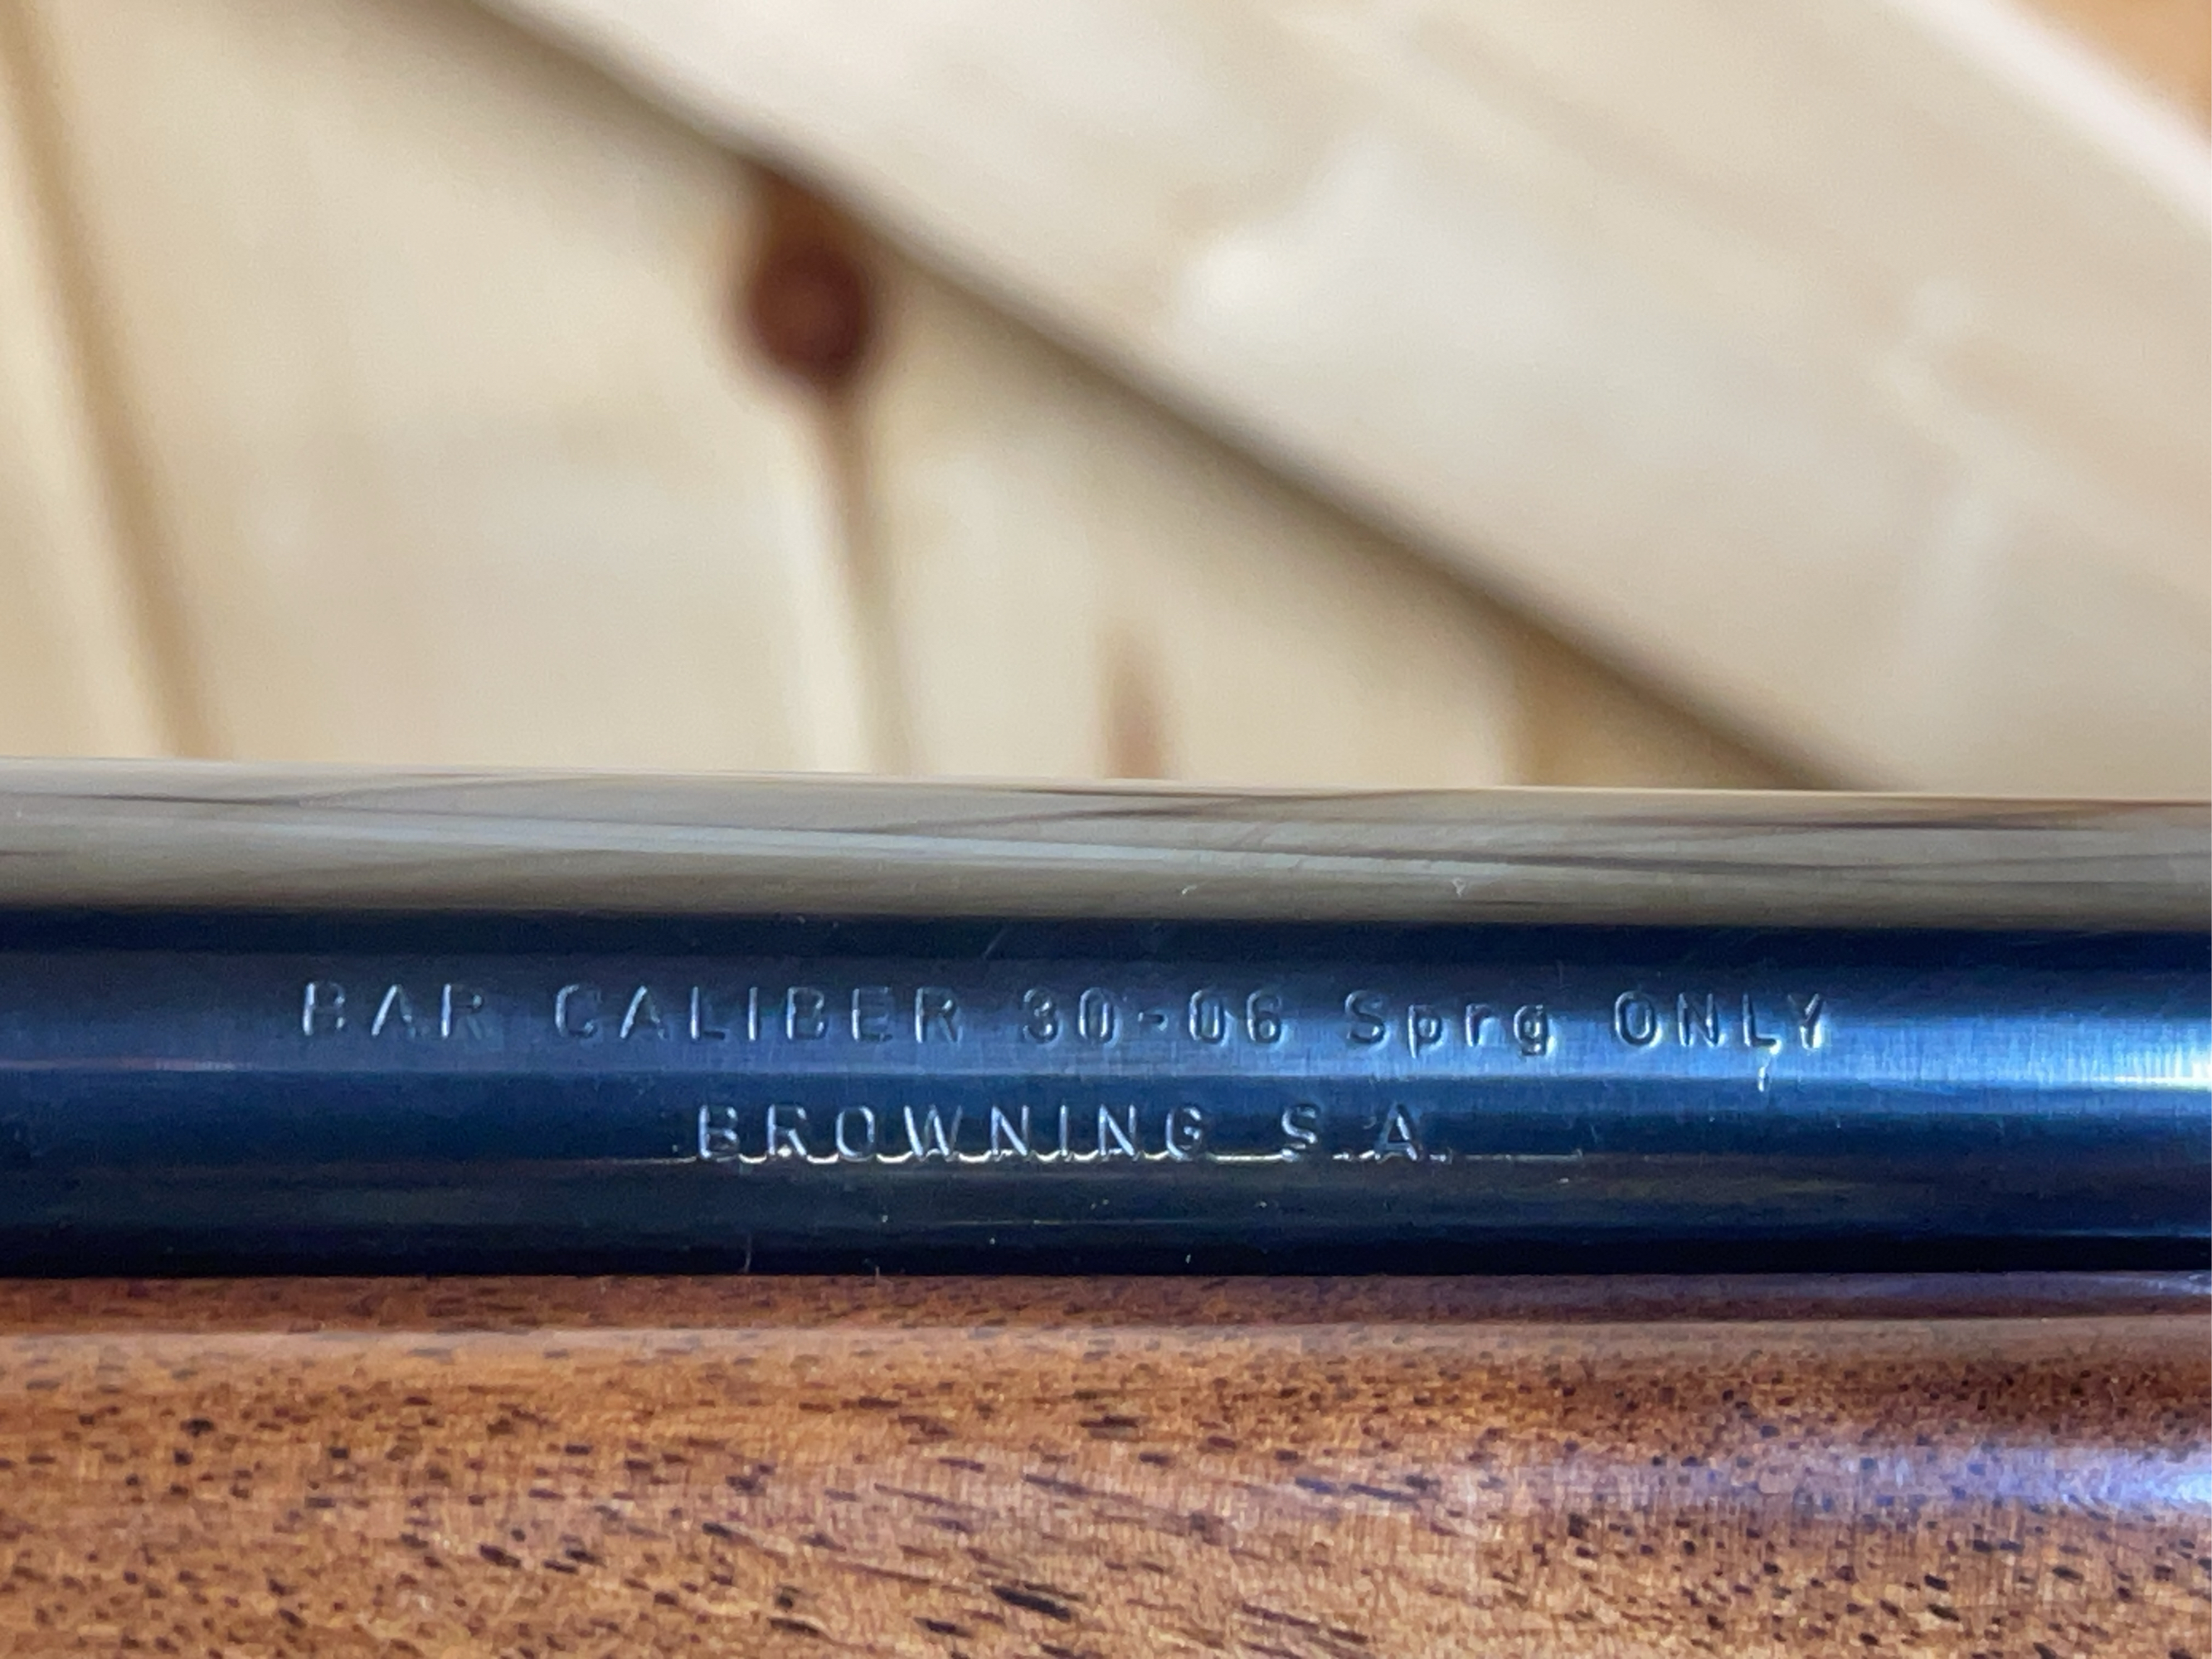 BAR CALIBER 30-06 Sprg ONLY
BROWNING S.A.